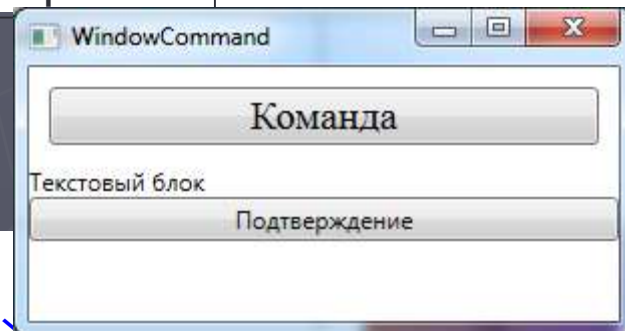 WindowCommand
Команда
Текстовый блок
Подтверждение